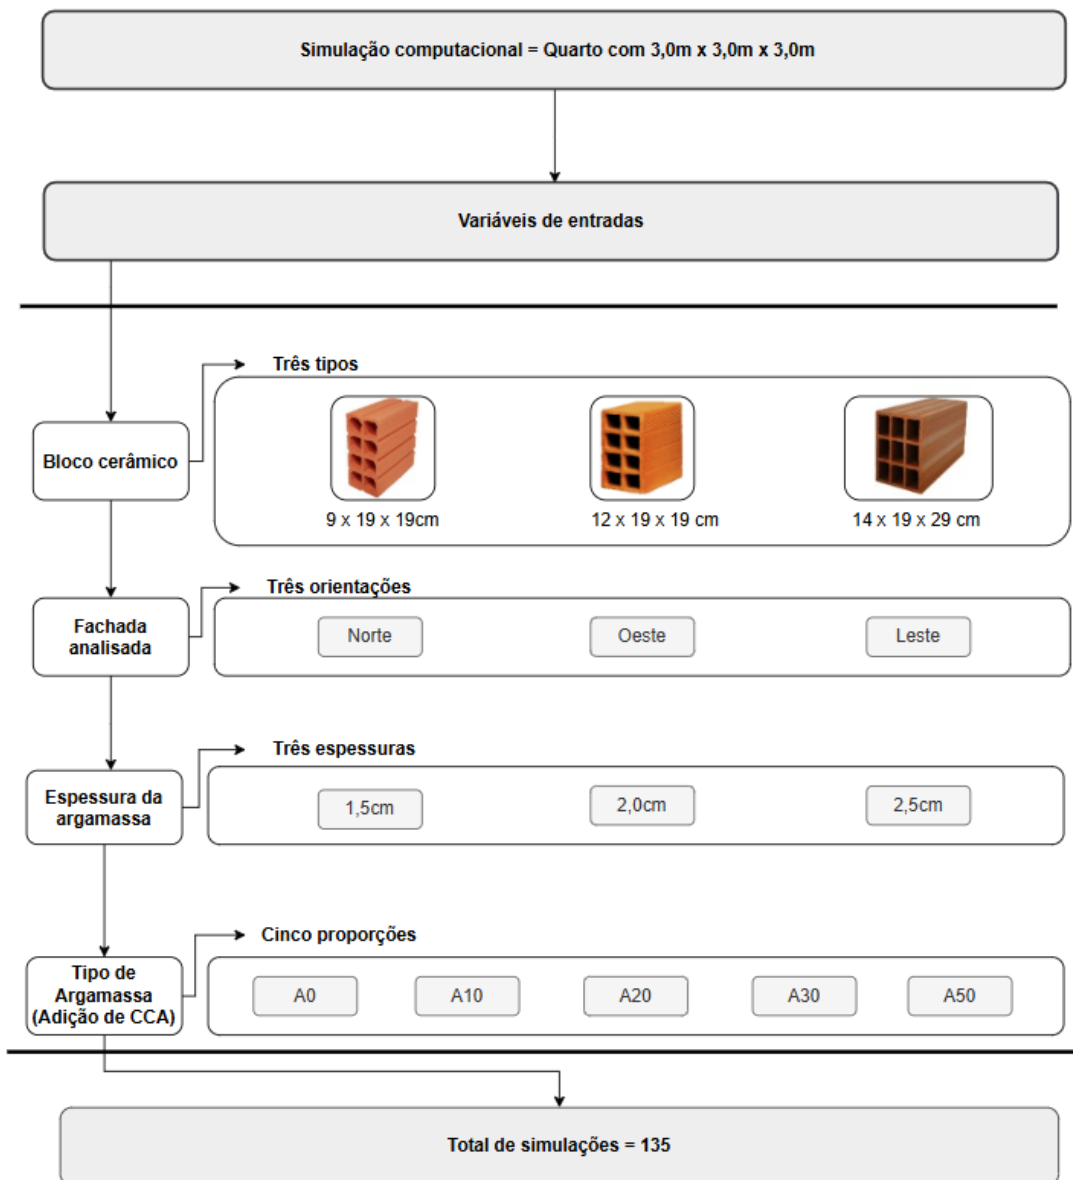 Simulação computacional = Quarto com 3,0m x 3,0m x 3,0m
Variáveis de entradas
Três tipos
Bloco cerâmico
9 x 19 x 19cm
12 x 19 x 19 cm
14 x 19 x 29 cm
Três orientações
Fachada
analisada
Norte
Oeste
Leste
Três espessuras
Espessura da
argamassa
1,5cm
2,0cm
2,5cm
Cinco proporções
Tipo de
Argamassa
(Adição de CCA)
A0
A10
A20
A30
A50
Total de simulações = 135